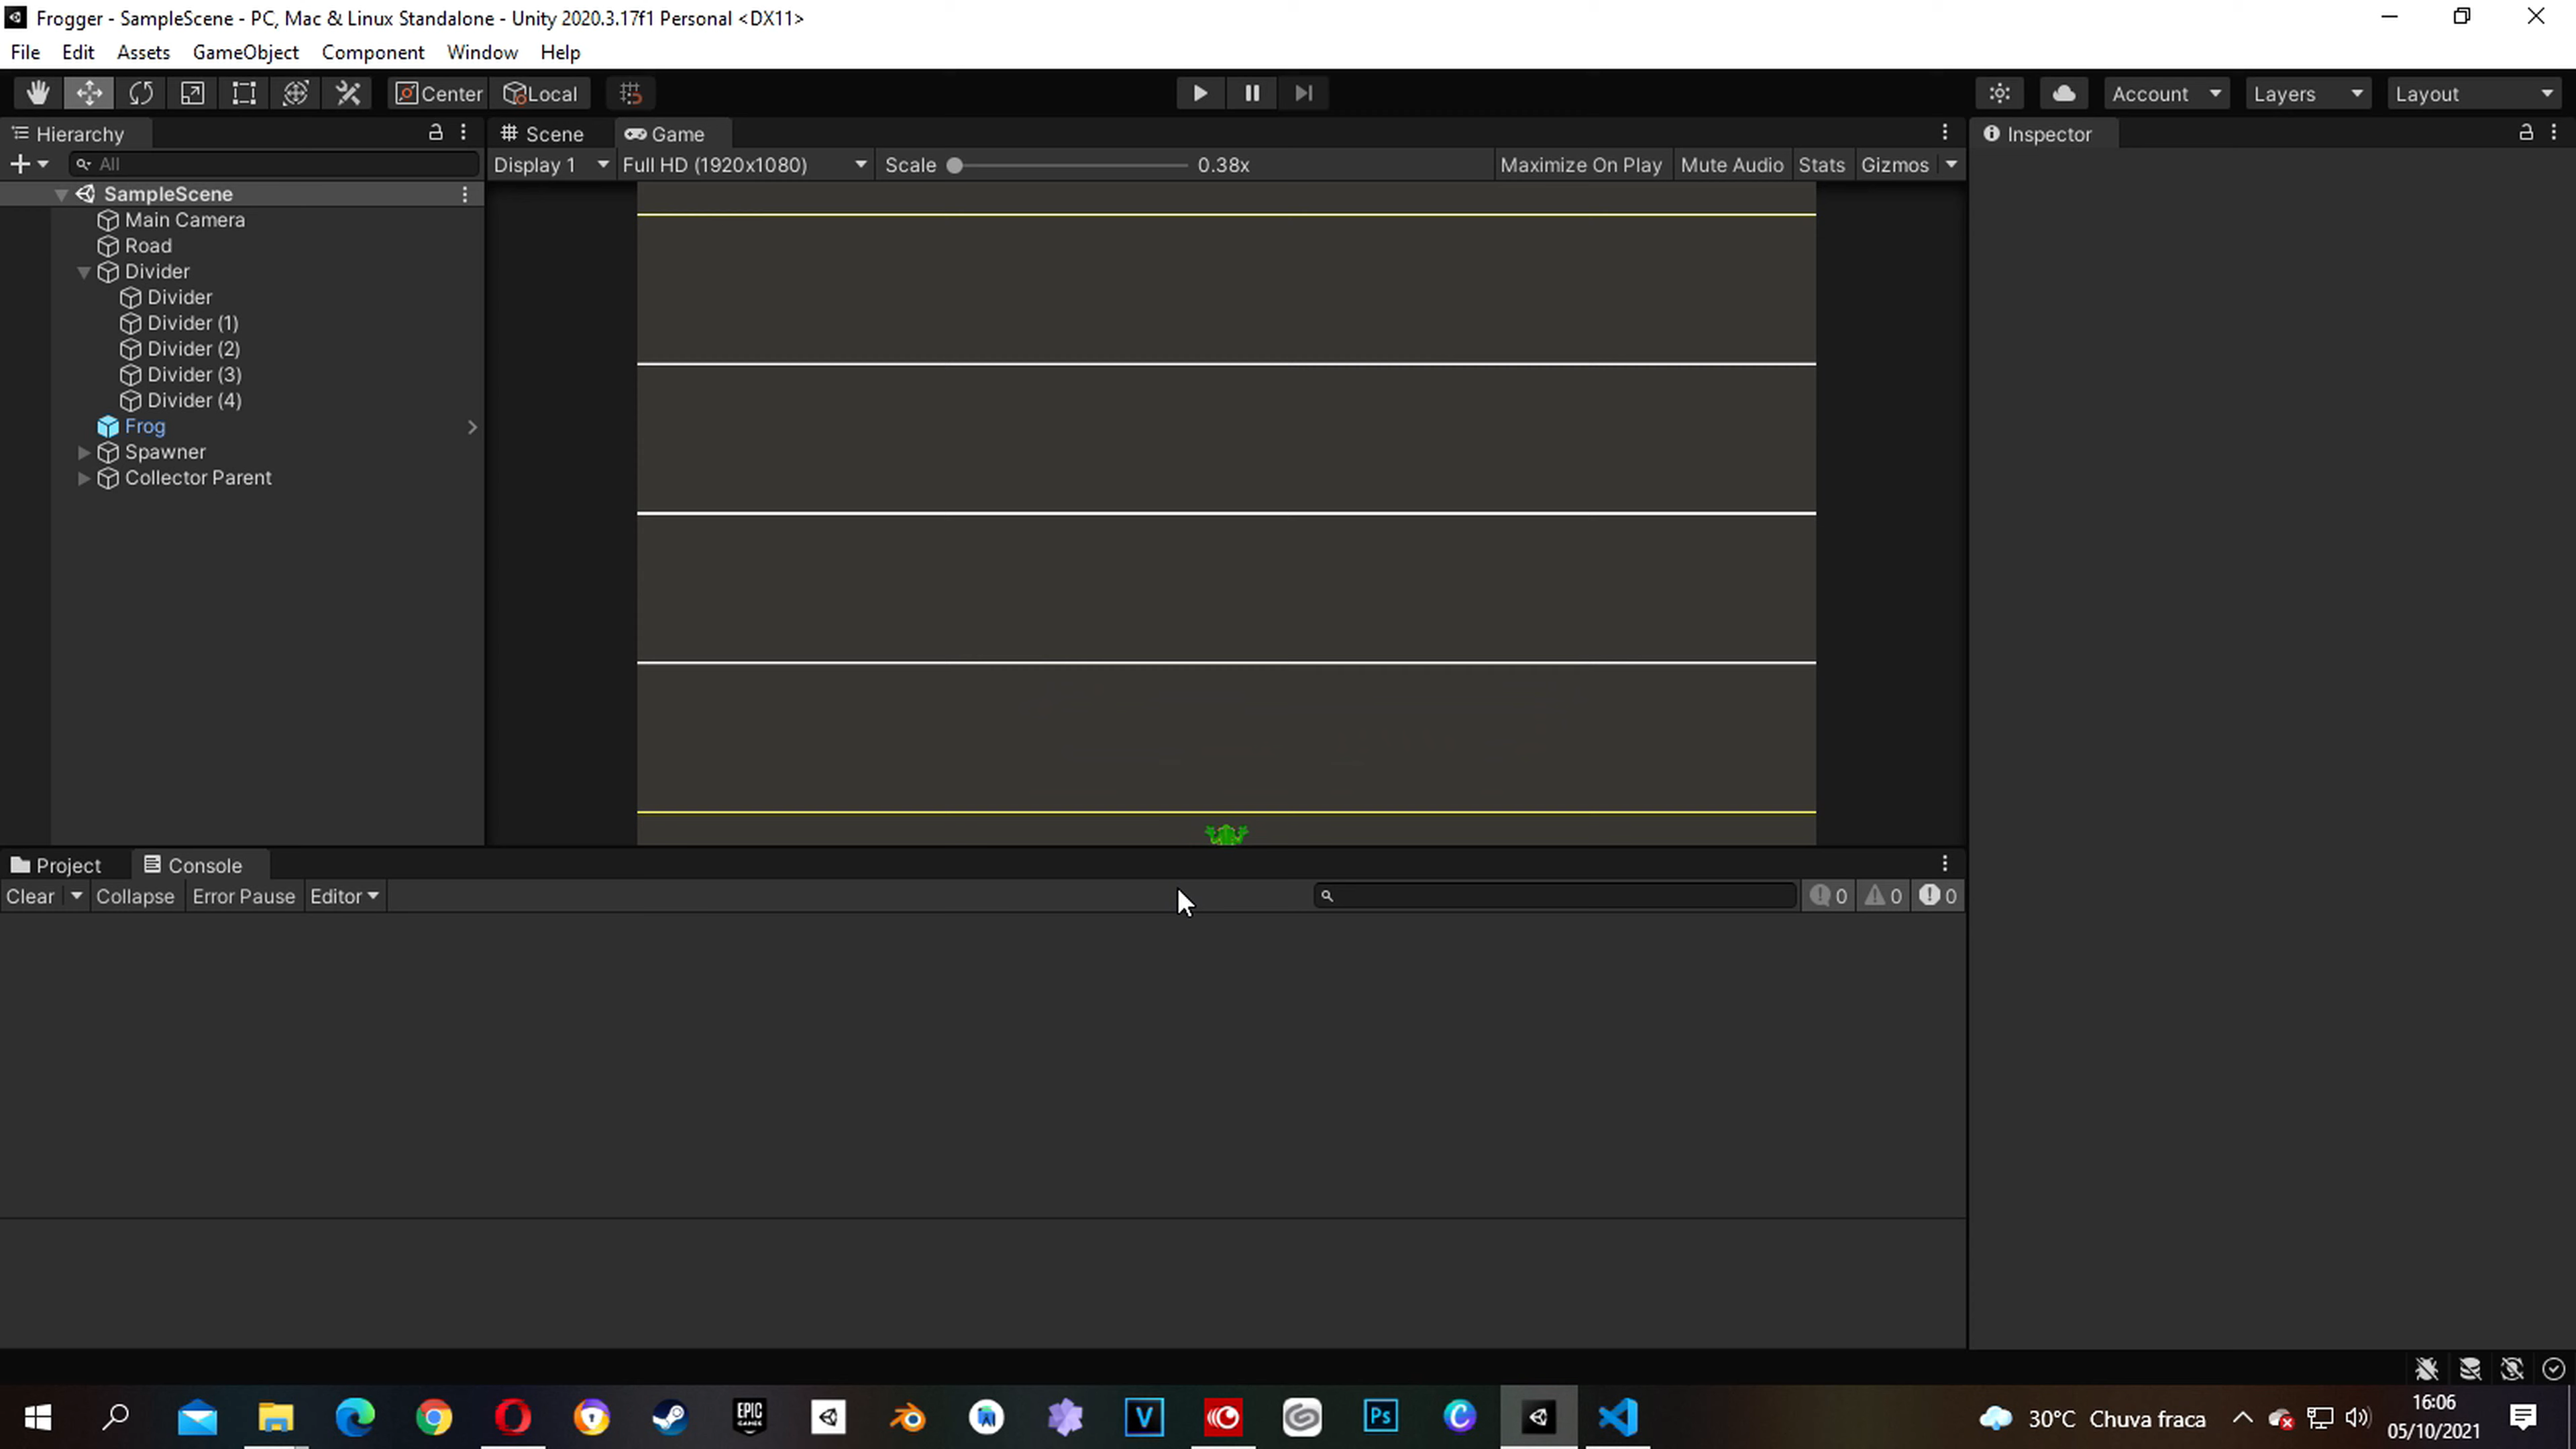 Frogger - SampleScene - PC, Mac & Linux Standalone - Unity 2020.3.17f1 Personal <DX11>
File Edit Assets GameObject Component Window Help
Center Local Account Layers Layout
Hierarchy Scene Game Inspector
All Display 1 Full HD (1920x1080) Scale 0.38x Maximize On Play Mute Audio Stats Gizmos
SampleScene
Main Camera
Road
Divider
Divider
Divider (1)
Divider (2)
Divider (3)
Divider (4)
Frog
Spawner
Collector Parent
Project Console
Clear Collapse Error Pause Editor 0 0 0
EPIC GAMES V Ps C 30°C Chuva fraca
16:06
05/10/2021